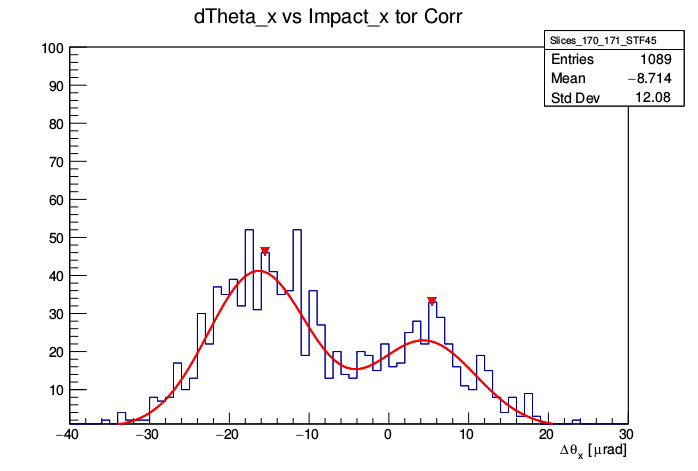 dTheta_x vs Impact_x tor Corr
Slices_170_171_STF45
Entries 1089
Mean −8.714
Std Dev 12.08
100
90
80
70
60
50
40
30
20
10
−40 −30 −20 −10 0 10 20 30
Δθx [μrad]